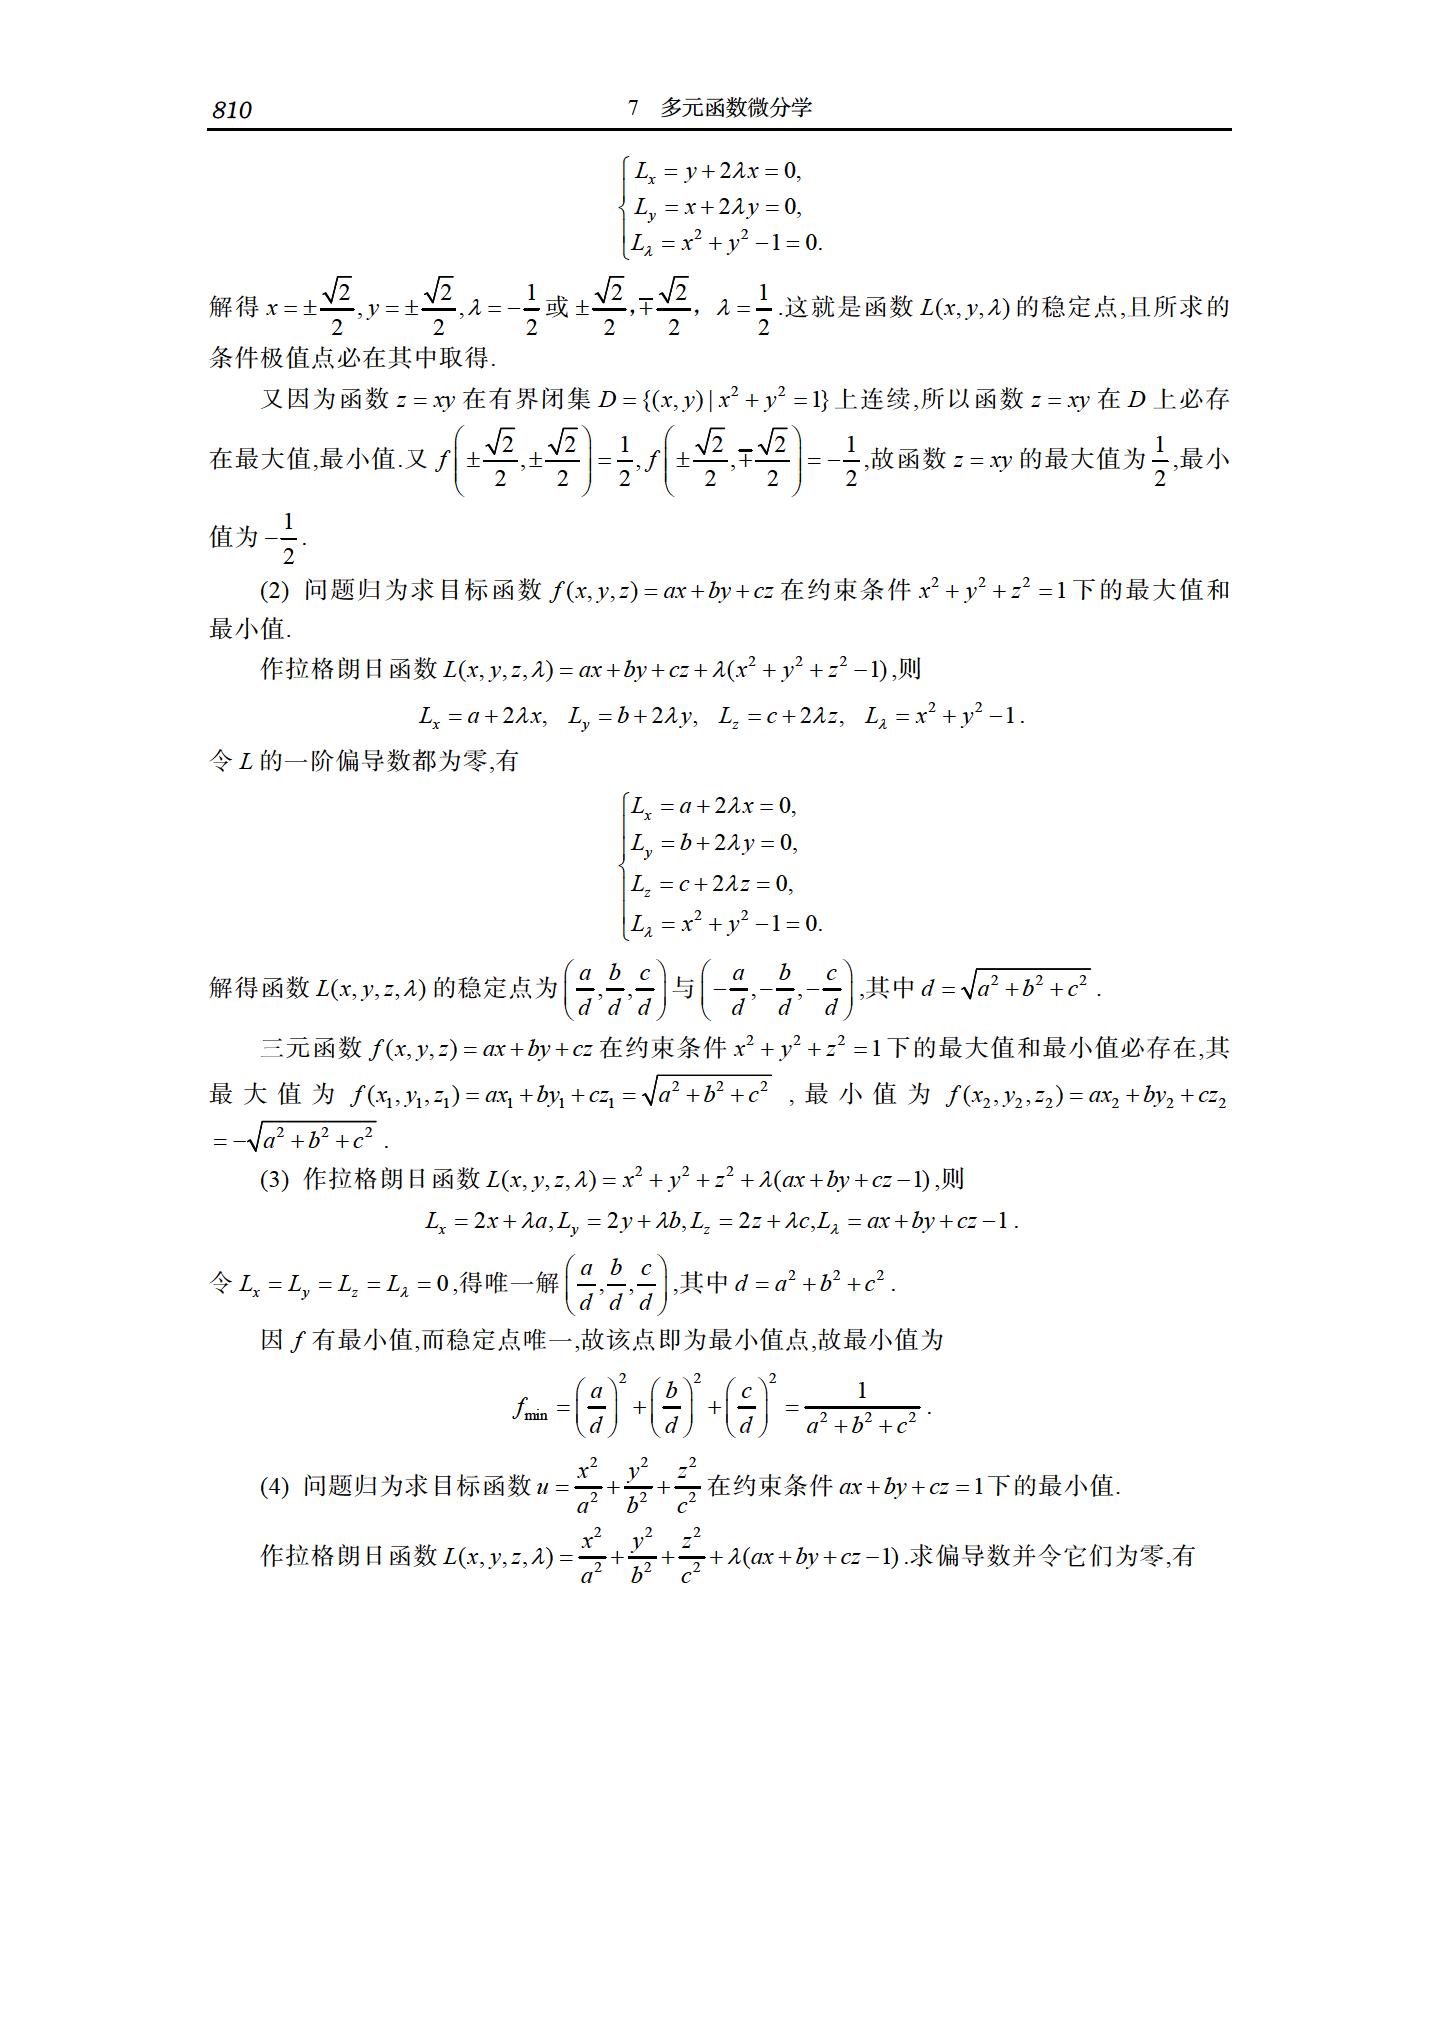 810 7 多元函数微分学
$\begin{cases} L_x = y + 2\lambda x = 0, \\ L_y = x + 2\lambda y = 0, \\ L_\lambda = x^2 + y^2 - 1 = 0. \end{cases}$
解得 $x = \pm\frac{\sqrt{2}}{2}, y = \pm\frac{\sqrt{2}}{2}, \lambda = -\frac{1}{2}$ 或 $\pm\frac{\sqrt{2}}{2}, \mp\frac{\sqrt{2}}{2}, \lambda = \frac{1}{2}$ .这就是函数 $L(x, y, \lambda)$ 的稳定点,且所求的
条件极值点必在其中取得.
又因为函数 $z = xy$ 在有界闭集 $D = \{(x, y) | x^2 + y^2 = 1\}$ 上连续,所以函数 $z = xy$ 在 $D$ 上必存
在最大值,最小值.又 $f\left(\pm\frac{\sqrt{2}}{2}, \pm\frac{\sqrt{2}}{2}\right) = \frac{1}{2}, f\left(\pm\frac{\sqrt{2}}{2}, \mp\frac{\sqrt{2}}{2}\right) = -\frac{1}{2}$,故函数 $z = xy$ 的最大值为 $\frac{1}{2}$,最小
值为 $-\frac{1}{2}$.
(2) 问题归为求目标函数 $f(x, y, z) = ax + by + cz$ 在约束条件 $x^2 + y^2 + z^2 = 1$ 下的最大值和
最小值.
作拉格朗日函数 $L(x, y, z, \lambda) = ax + by + cz + \lambda(x^2 + y^2 + z^2 - 1)$,则
$L_x = a + 2\lambda x, \quad L_y = b + 2\lambda y, \quad L_z = c + 2\lambda z, \quad L_\lambda = x^2 + y^2 - 1.$
令 $L$ 的一阶偏导数都为零,有
$\begin{cases} L_x = a + 2\lambda x = 0, \\ L_y = b + 2\lambda y = 0, \\ L_z = c + 2\lambda z = 0, \\ L_\lambda = x^2 + y^2 - 1 = 0. \end{cases}$
解得函数 $L(x, y, z, \lambda)$ 的稳定点为 $\left(\frac{a}{d}, \frac{b}{d}, \frac{c}{d}\right)$ 与 $\left(-\frac{a}{d}, -\frac{b}{d}, -\frac{c}{d}\right)$,其中 $d = \sqrt{a^2 + b^2 + c^2}$.
三元函数 $f(x, y, z) = ax + by + cz$ 在约束条件 $x^2 + y^2 + z^2 = 1$ 下的最大值和最小值必存在,其
最大值为 $f(x_1, y_1, z_1) = ax_1 + by_1 + cz_1 = \sqrt{a^2 + b^2 + c^2}$ ,最小值为 $f(x_2, y_2, z_2) = ax_2 + by_2 + cz_2$
$= -\sqrt{a^2 + b^2 + c^2}$.
(3) 作拉格朗日函数 $L(x, y, z, \lambda) = x^2 + y^2 + z^2 + \lambda(ax + by + cz - 1)$,则
$L_x = 2x + \lambda a, L_y = 2y + \lambda b, L_z = 2z + \lambda c, L_\lambda = ax + by + cz - 1.$
令 $L_x = L_y = L_z = L_\lambda = 0$,得唯一解 $\left(\frac{a}{d}, \frac{b}{d}, \frac{c}{d}\right)$,其中 $d = a^2 + b^2 + c^2$.
因 $f$ 有最小值,而稳定点唯一,故该点即为最小值点,故最小值为
$f_{\min} = \left(\frac{a}{d}\right)^2 + \left(\frac{b}{d}\right)^2 + \left(\frac{c}{d}\right)^2 = \frac{1}{a^2 + b^2 + c^2}.$
(4) 问题归为求目标函数 $u = \frac{x^2}{a^2} + \frac{y^2}{b^2} + \frac{z^2}{c^2}$ 在约束条件 $ax + by + cz = 1$ 下的最小值.
作拉格朗日函数 $L(x, y, z, \lambda) = \frac{x^2}{a^2} + \frac{y^2}{b^2} + \frac{z^2}{c^2} + \lambda(ax + by + cz - 1)$.求偏导数并令它们为零,有